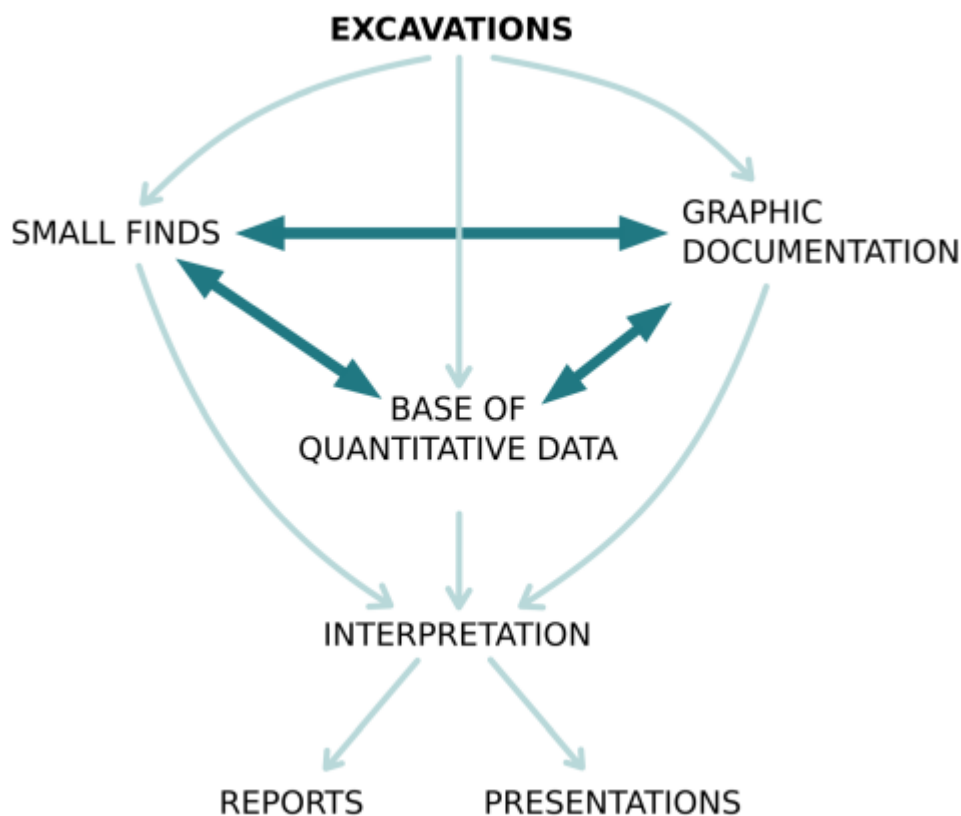 EXCAVATIONS
SMALL FINDS
GRAPHIC
DOCUMENTATION
BASE OF
QUANTITATIVE DATA
INTERPRETATION
REPORTS
PRESENTATIONS